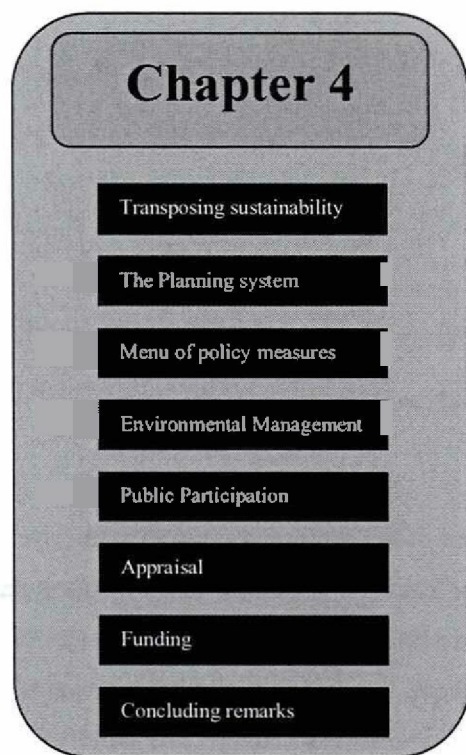 Chapter 4
Transposing sustainability
The Planning system
Menu of policy measures
Environmental Management
Public Participation
Appraisal
Funding
Concluding remarks